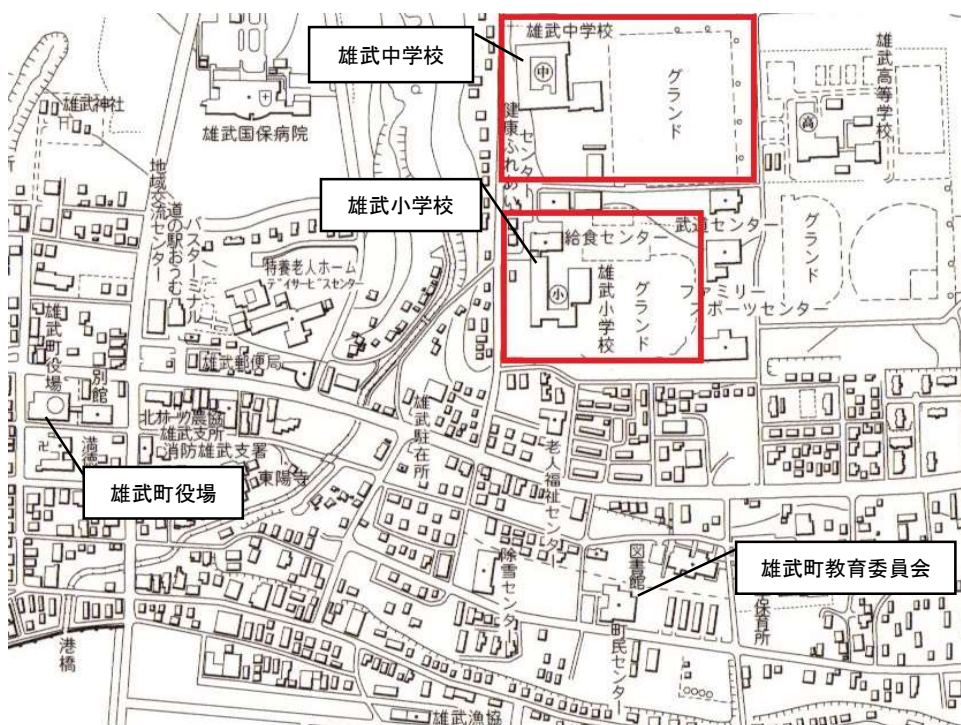 雄武中学校
雄武中学校
中
グランド
雄武高等学校
高
雄武神社
雄武国保病院
健康ふれあい
センター
雄武小学校
地域交流センター
道の駅おうむ
バスターミナル
特養老人ホーム
デイサービスセンター
給食センター
武道センター
グランド
小
雄武小学校
グランド
ファミリー
スポーツセンター
雄武町役場
別館
雄武郵便局
北オホーツク農協
雄武支所
消防雄武支署
東陽寺
雄武駐在所
老人福祉センター
満徳
雄武町役場
図書館
雄武町教育委員会
保育所
除雪センター
町民センター
港橋
雄武漁協